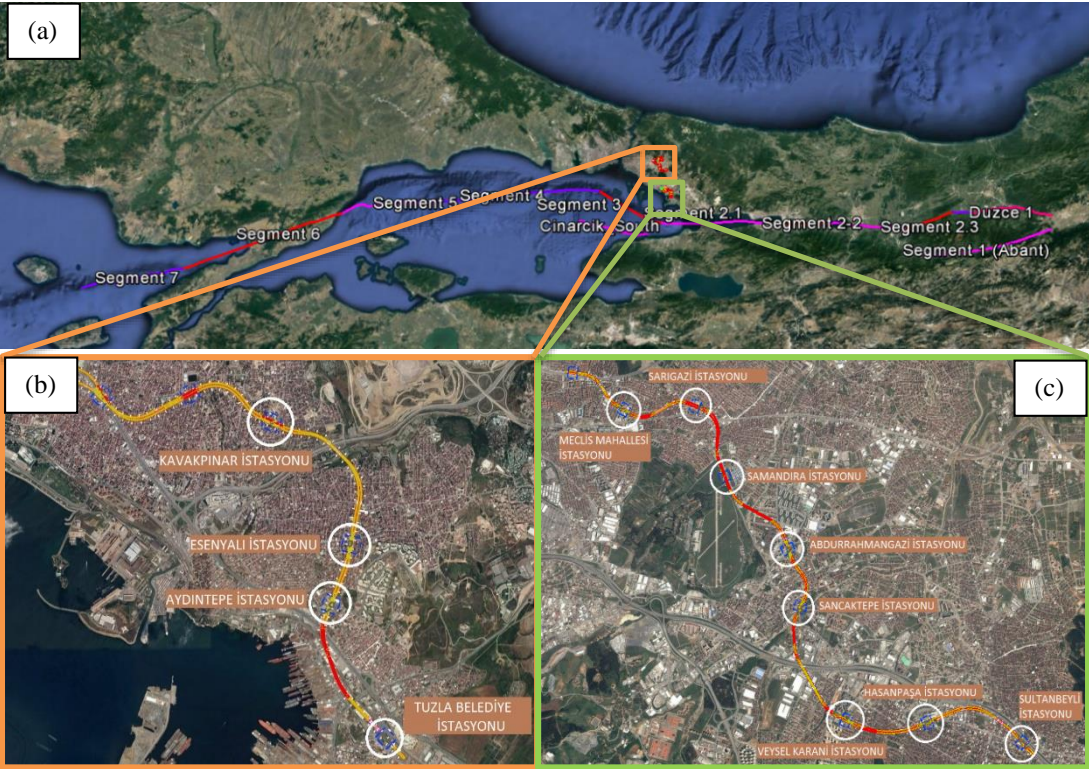 (a)
Segment 5
Segment 4
Segment 3
Segment 2.1
Segment 2-2
Segment 2.3
Düzce 1
Segment 6
Cinarcik South
Segment 1 (Abant)
Segment 7
(b)
KAVAKPINAR İSTASYONU
ESENYALI İSTASYONU
AYDINTEPE İSTASYONU
TUZLA BELEDİYE
İSTASYONU
(c)
SARIGAZİ İSTASYONU
MECLİS MAHALLESİ
İSTASYONU
SAMANDIRA İSTASYONU
ABDURRAHMANGAZİ İSTASYONU
SANCAKTEPE İSTASYONU
HASANPAŞA İSTASYONU
SULTANBEYLİ
İSTASYONU
VEYSEL KARANİ İSTASYONU